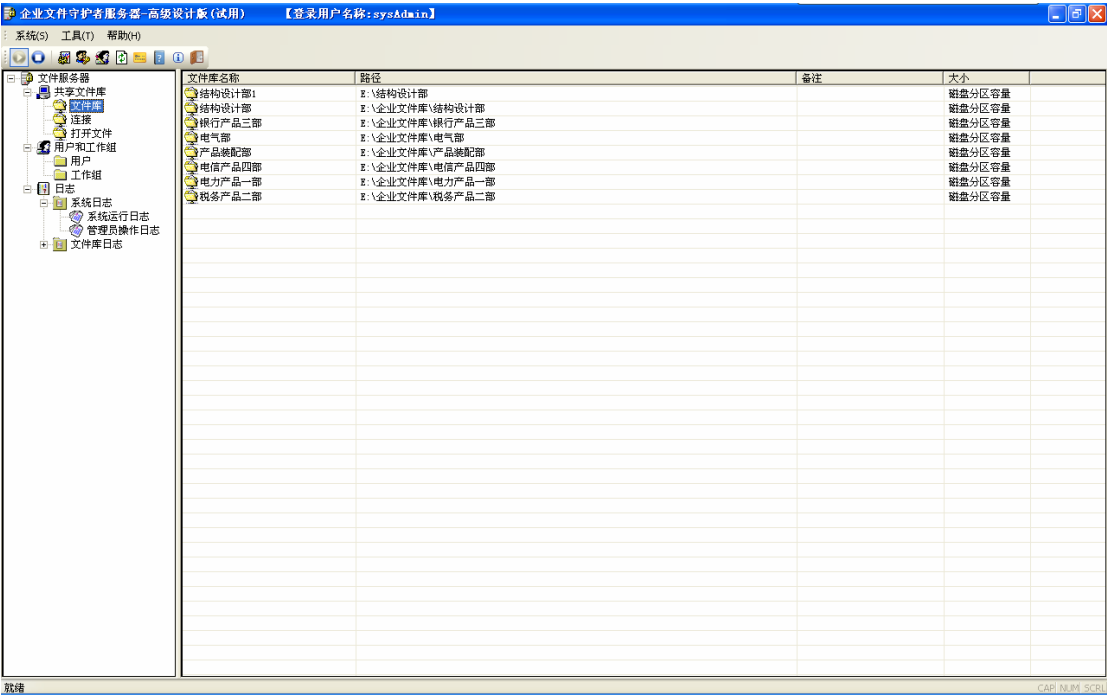 企业文件守护者服务器-高级设计版(试用) 【登录用户名称:sysAdmin】
系统(S) 工具(T) 帮助(H)
文件服务器
共享文件库
文件库
连接
打开文件
用户和工作组
用户
工作组
日志
系统日志
系统运行日志
管理员操作日志
文件库日志
文件库名称 路径 备注 大小
结构设计部1 E:\结构设计部 磁盘分区容量
结构设计部 E:\企业文件库\结构设计部 磁盘分区容量
银行产品三部 E:\企业文件库\银行产品三部 磁盘分区容量
电气部 E:\企业文件库\电气部 磁盘分区容量
产品装配部 E:\企业文件库\产品装配部 磁盘分区容量
电信产品四部 E:\企业文件库\电信产品四部 磁盘分区容量
电力产品一部 E:\企业文件库\电力产品一部 磁盘分区容量
税务产品二部 E:\企业文件库\税务产品二部 磁盘分区容量
就绪 CAP NUM SCRL